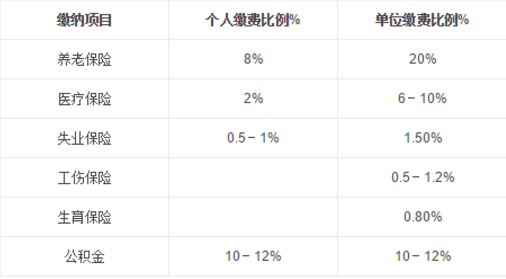 缴纳项目 个人缴费比例% 单位缴费比例%
养老保险 8% 20%
医疗保险 2% 6－10%
失业保险 0.5－1% 1.50%
工伤保险 0.5－1.2%
生育保险 0.80%
公积金 10－12% 10－12%